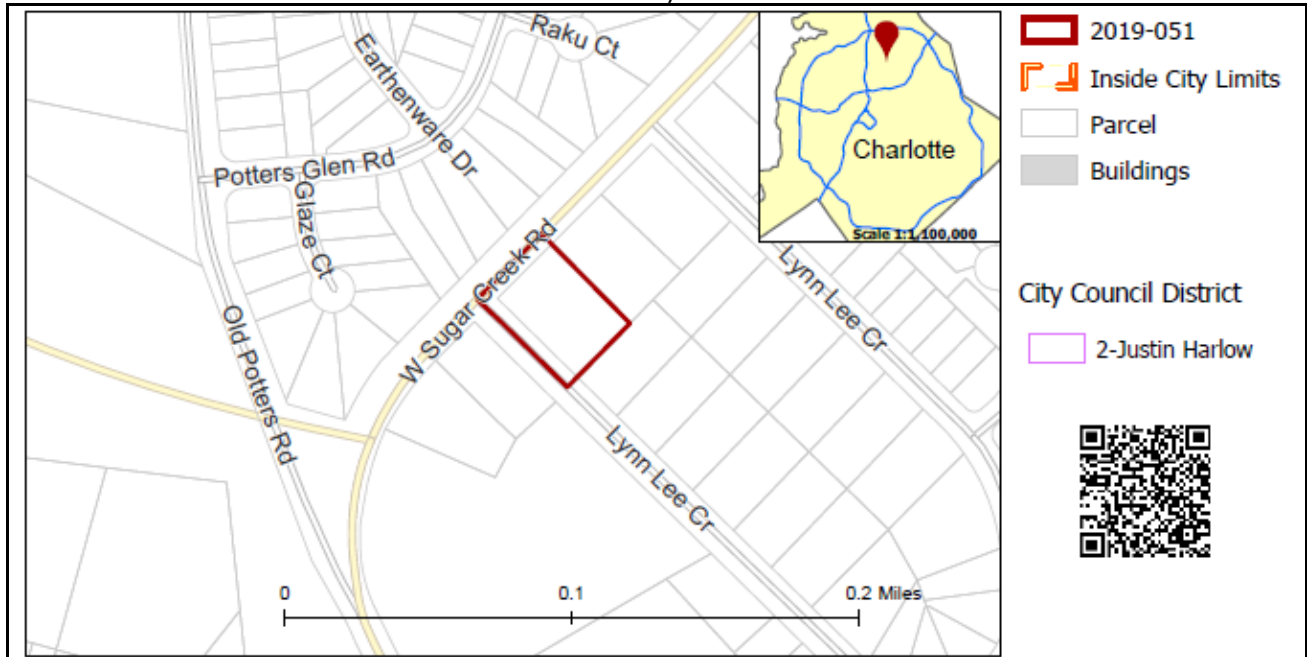 Raku Ct
Earthenware Dr
Potters Glen Rd
Glaze Ct
W Sugar Creek Rd
Old Potters Rd
Lynn Lee Cr
Lynn Lee Cr
0 0.1 0.2 Miles
Charlotte
Scale 1:1,100,000
2019-051
Inside City Limits
Parcel
Buildings
City Council District
2-Justin Harlow